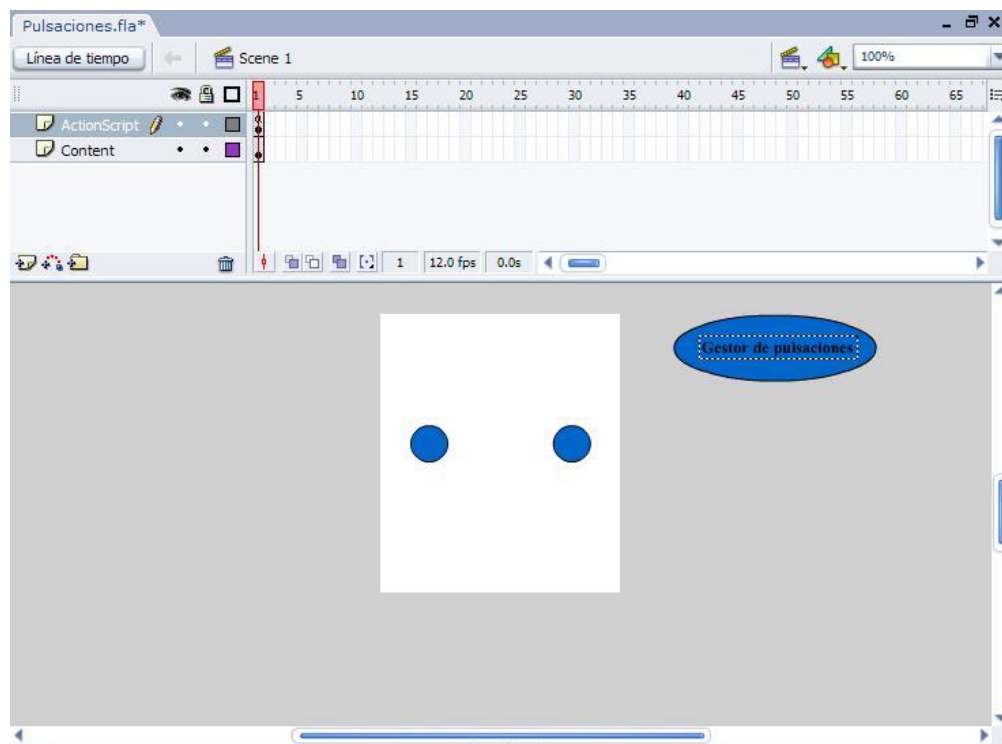 Pulsaciones.fla*
Línea de tiempo Scene 1 100%
1 5 10 15 20 25 30 35 40 45 50 55 60 65
ActionScript
Content
1 12.0 fps 0.0s
Gestor de pulsaciones